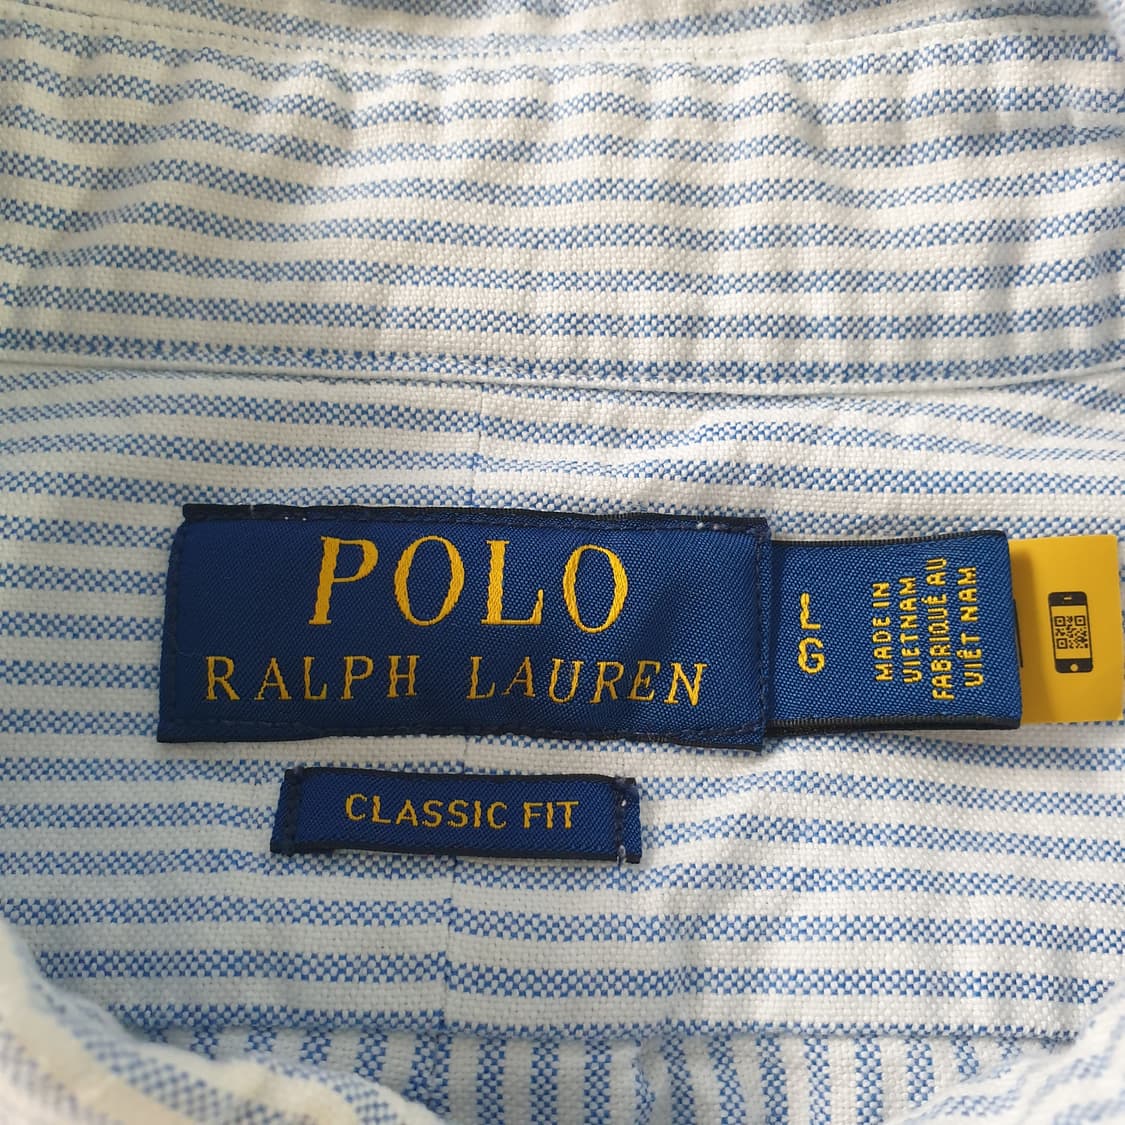 POLO
RALPH LAUREN
L
G
MADE IN
VIETNAM
FABRIQUÉ AU
VIÊT NAM
CLASSIC FIT